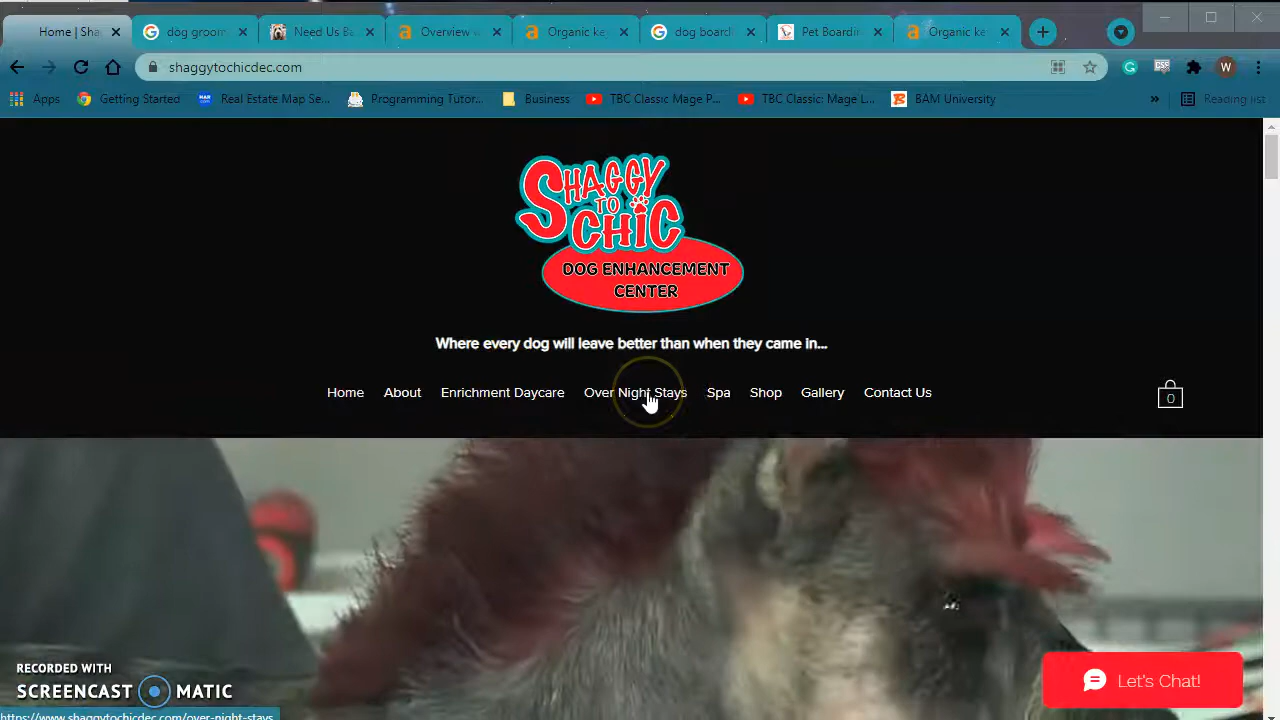 Home | Sha
dog groom
Need Us Ba
Overview
Organic ke
dog board
Pet Boardin
Organic ke
shaggytochicdec.com
W
Apps
Getting Started
Real Estate Map Se...
Programming Tutor...
Business
TBC Classic Mage P...
TBC Classic: Mage L...
BAM University
»
Reading list
SHAGGY
TO
CHIC
DOG ENHANCEMENT
CENTER
Where every dog will leave better than when they came in...
Home
About
Enrichment Daycare
Over Night Stays
Spa
Shop
Gallery
Contact Us
0
Let's Chat!
RECORDED WITH
SCREENCAST MATIC
https://www.shaggytochicdec.com/over-night-stays